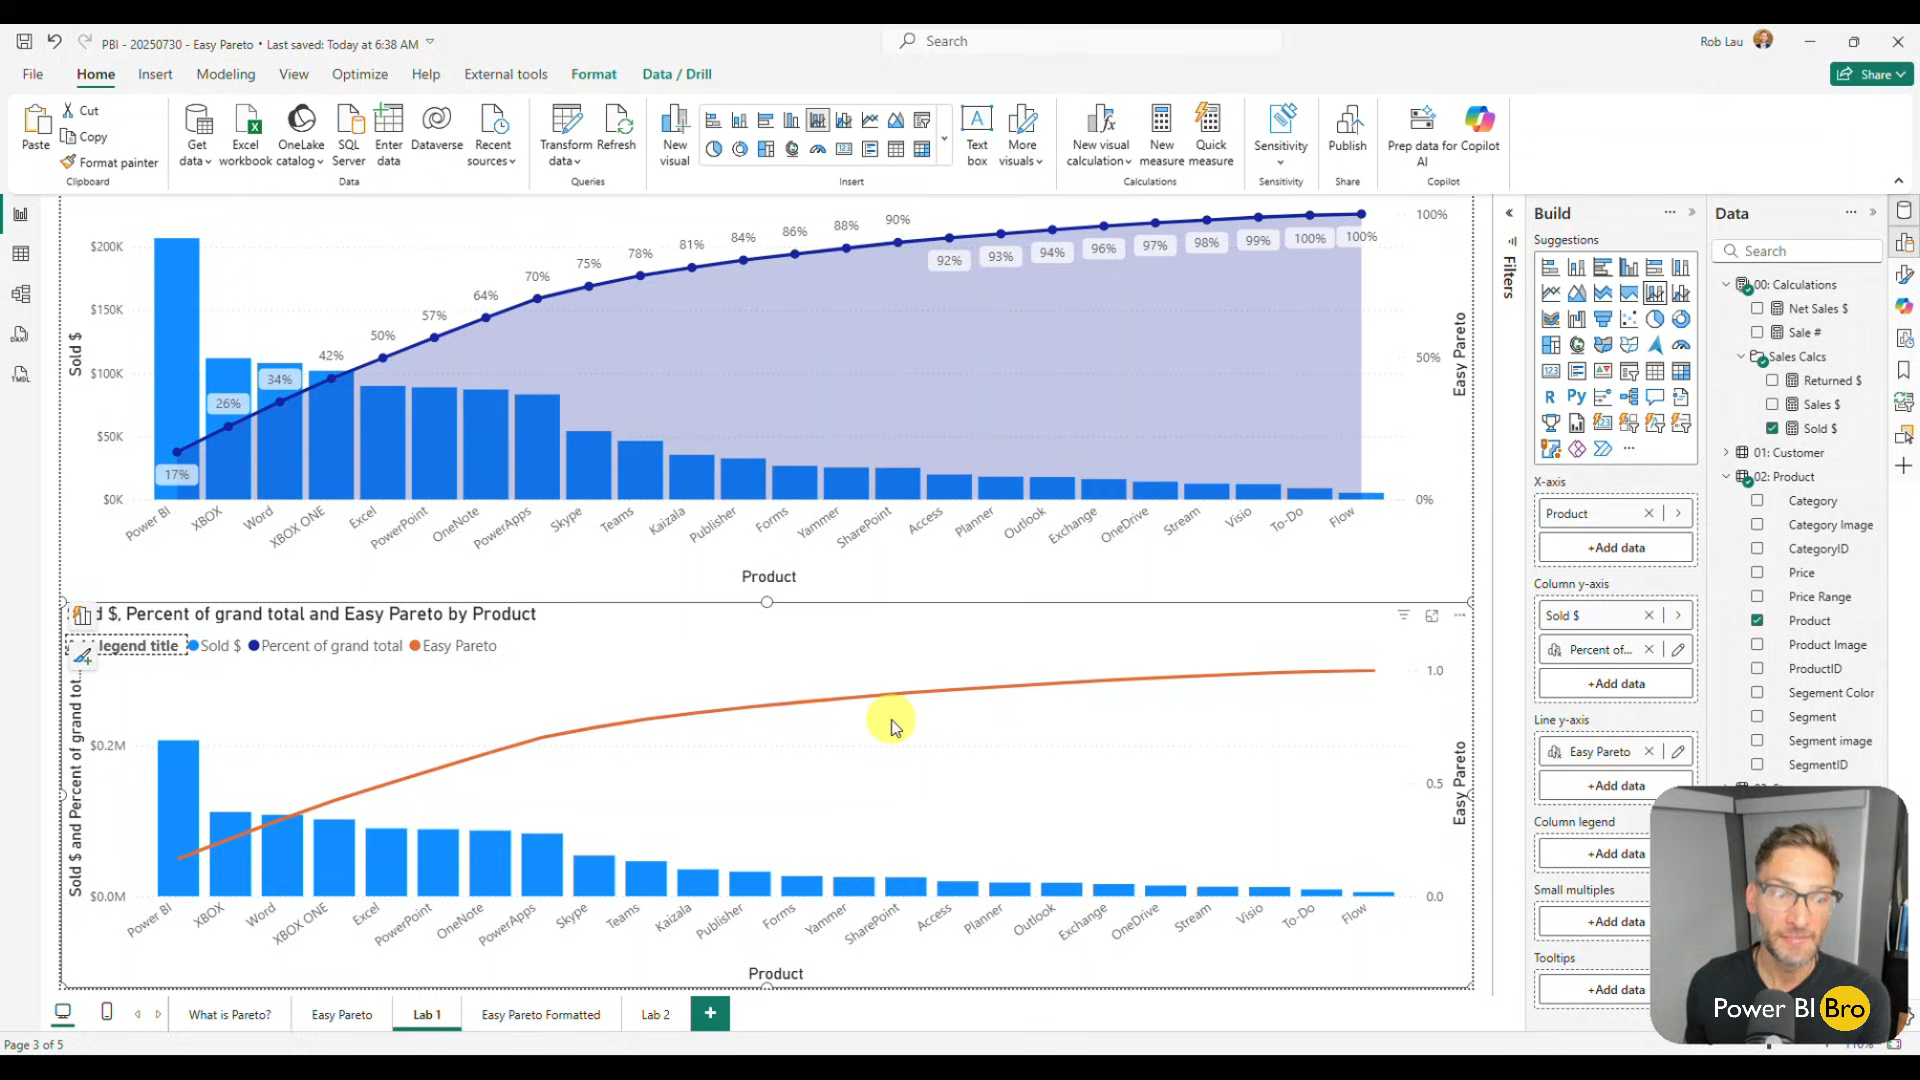 PBI - 20250730 - Easy Pareto • Last saved: Today at 6:38 AM
Search
Rob Lau
File Home Insert Modeling View Optimize Help External tools Format Data / Drill
Share
Paste
Cut
Copy
Format painter
Clipboard
Get data
Excel workbook
OneLake catalog
SQL Server
Enter data
Dataverse
Recent sources
Data
Transform data
Refresh
Queries
New visual
Text box
More visuals
Insert
New visual calculation
New measure
Quick measure
Calculations
Sensitivity
Sensitivity
Publish
Share
Prep data for AI
Copilot
Copilot
$200K
$150K
$100K
$50K
$0K
Sold $
17% 26% 34% 42% 50% 57% 64% 70% 75% 78% 81% 84% 86% 88% 90% 92% 93% 94% 96% 97% 98% 99% 100% 100%
100%
50%
0%
Easy Pareto
Power BI XBOX Word XBOX ONE Excel PowerPoint OneNote PowerApps Skype Teams Kaizala Publisher Forms Yammer SharePoint Access Planner Outlook Exchange OneDrive Stream Visio To-Do Flow
Product
d $, Percent of grand total and Easy Pareto by Product
legend title Sold $ Percent of grand total Easy Pareto
Sold $ and Percent of grand tot...
$0.2M
$0.0M
1.0
0.5
0.0
Easy Pareto
Power BI XBOX Word XBOX ONE Excel PowerPoint OneNote PowerApps Skype Teams Kaizala Publisher Forms Yammer SharePoint Access Planner Outlook Exchange OneDrive Stream Visio To-Do Flow
Product
What is Pareto? Easy Pareto Lab 1 Easy Pareto Formatted Lab 2
Page 3 of 5
Filters
Build
Suggestions
R Py
X-axis
Product
+Add data
Column y-axis
Sold $
Percent of...
+Add data
Line y-axis
Easy Pareto
+Add data
Column legend
+Add data
Small multiples
+Add data
Tooltips
+Add data
Data
Search
00: Calculations
Net Sales $
Sale #
Sales Calcs
Returned $
Sales $
Sold $
01: Customer
02: Product
Category
Category Image
CategoryID
Price
Price Range
Product
Product Image
ProductID
Segement Color
Segment
Segment image
SegmentID
Power BI Bro